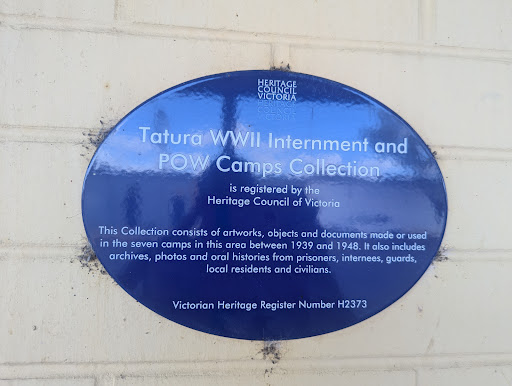 HERITAGE
COUNCIL
VICTORIA
Tatura WWII Internment and
POW Camps Collection
is registered by the
Heritage Council of Victoria
This Collection consists of artworks, objects and documents made or used
in the seven camps in this area between 1939 and 1948. It also includes
archives, photos and oral histories from prisoners, internees, guards,
local residents and civilians.
Victorian Heritage Register Number H2373